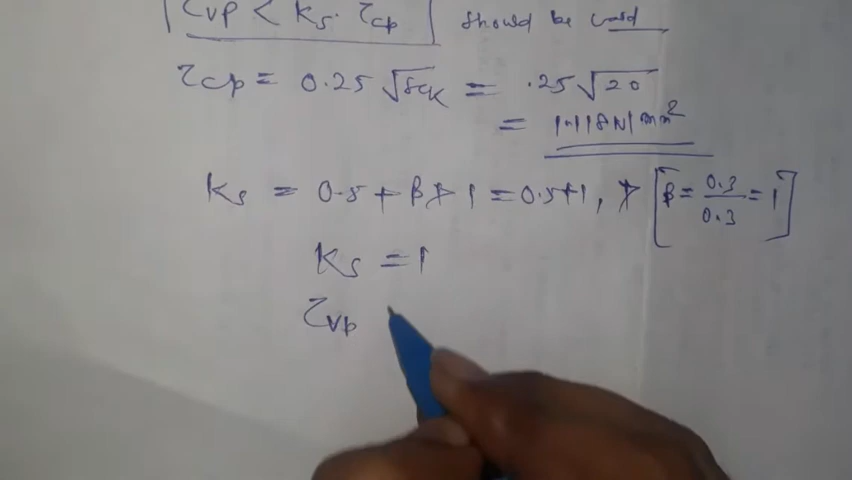 τvp < Ks. τcp should be valid
τcp = 0.25 √fck = .25 √20
= 1.118 N/mm²
Ks = 0.5 + β ≯ 1 = 0.5+1, ≯ [β = 0.3/0.3 = 1]
Ks = 1
τvp